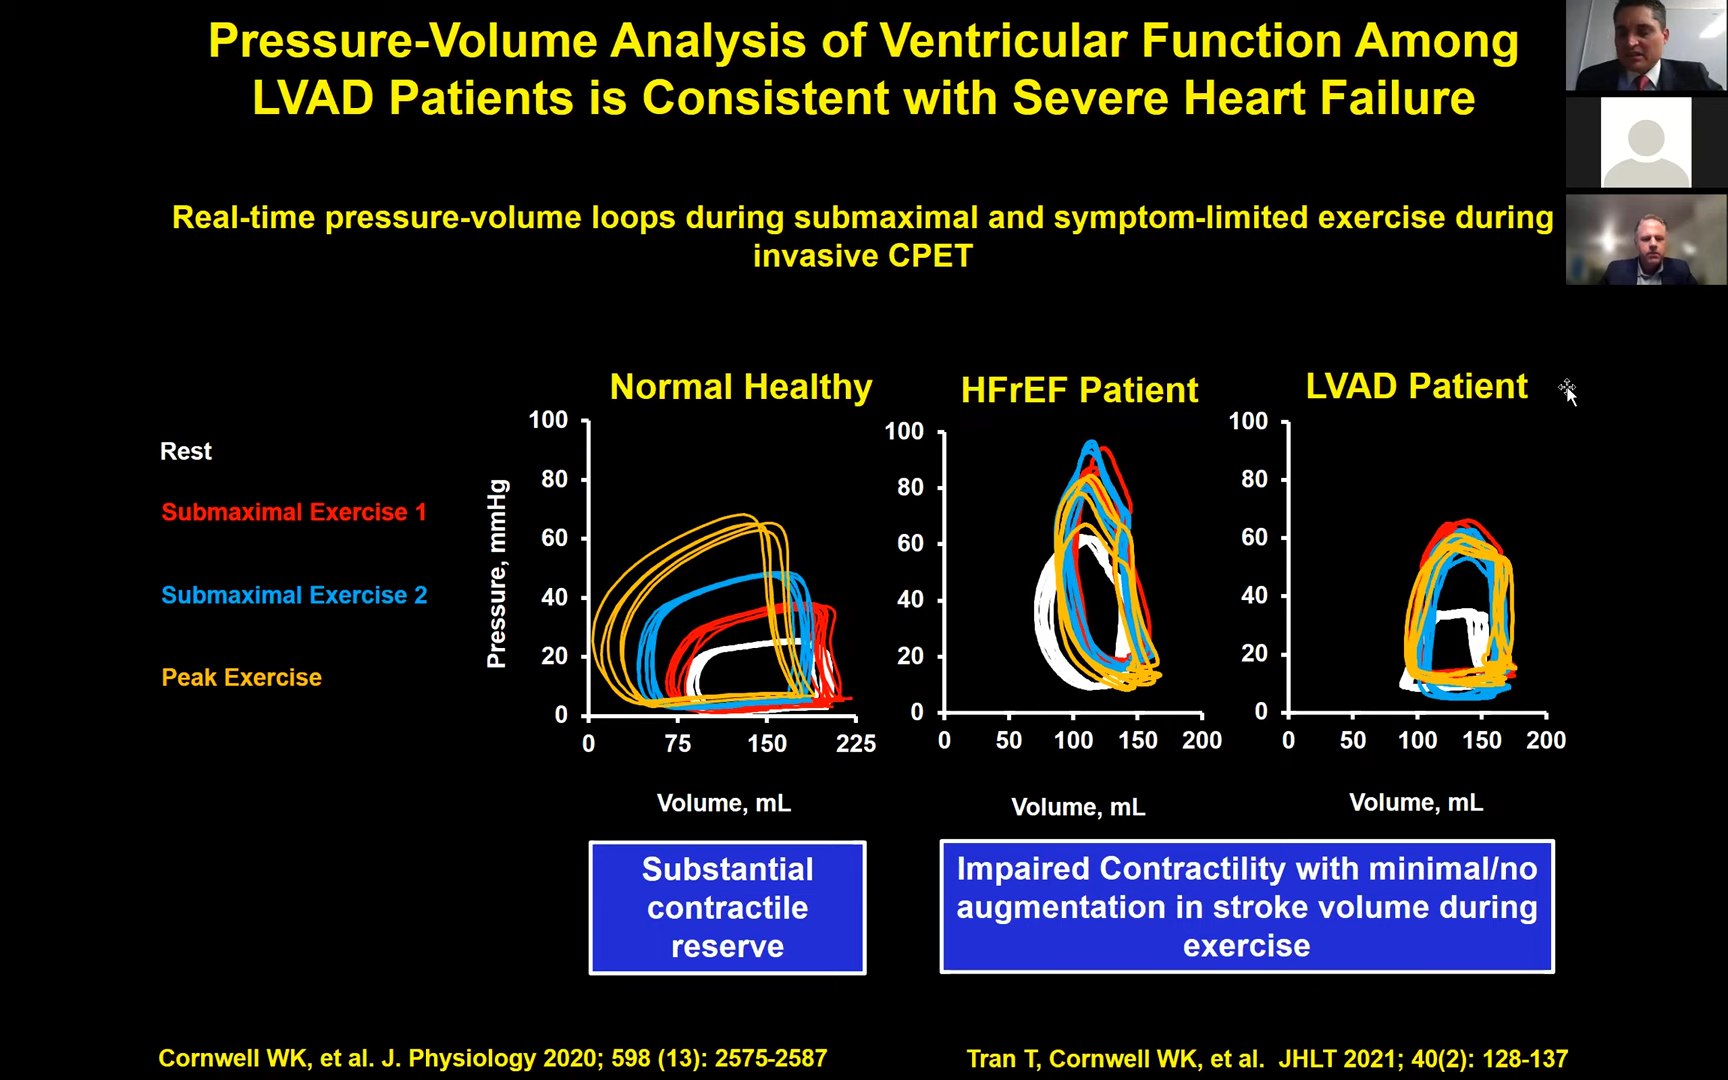 Pressure-Volume Analysis of Ventricular Function Among
LVAD Patients is Consistent with Severe Heart Failure
Real-time pressure-volume loops during submaximal and symptom-limited exercise during
invasive CPET
Rest
Submaximal Exercise 1
Submaximal Exercise 2
Peak Exercise
Normal Healthy
Pressure, mmHg
100
80
60
40
20
0
0 75 150 225
Volume, mL
HFrEF Patient
100
80
60
40
20
0
0 50 100 150 200
Volume, mL
LVAD Patient
100
80
60
40
20
0
0 50 100 150 200
Volume, mL
Substantial
contractile
reserve
Impaired Contractility with minimal/no
augmentation in stroke volume during
exercise
Cornwell WK, et al. J. Physiology 2020; 598 (13): 2575-2587
Tran T, Cornwell WK, et al. JHLT 2021; 40(2): 128-137